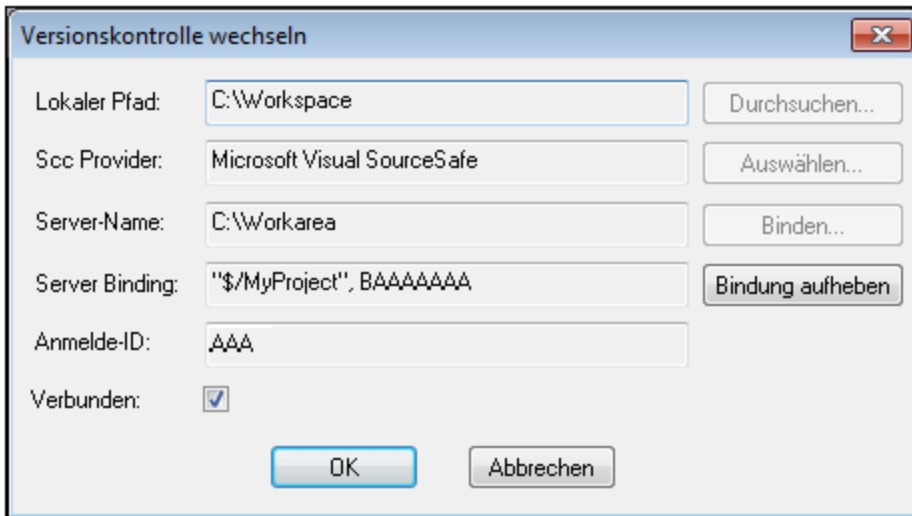 Versionskontrolle wechseln
Lokaler Pfad: C:\Workspace Durchsuchen...
Scc Provider: Microsoft Visual SourceSafe Auswählen...
Server-Name: C:\Workarea Binden...
Server Binding: "$/MyProject", BAAAAAAA Bindung aufheben
Anmelde-ID: AAA
Verbunden:
OK Abbrechen